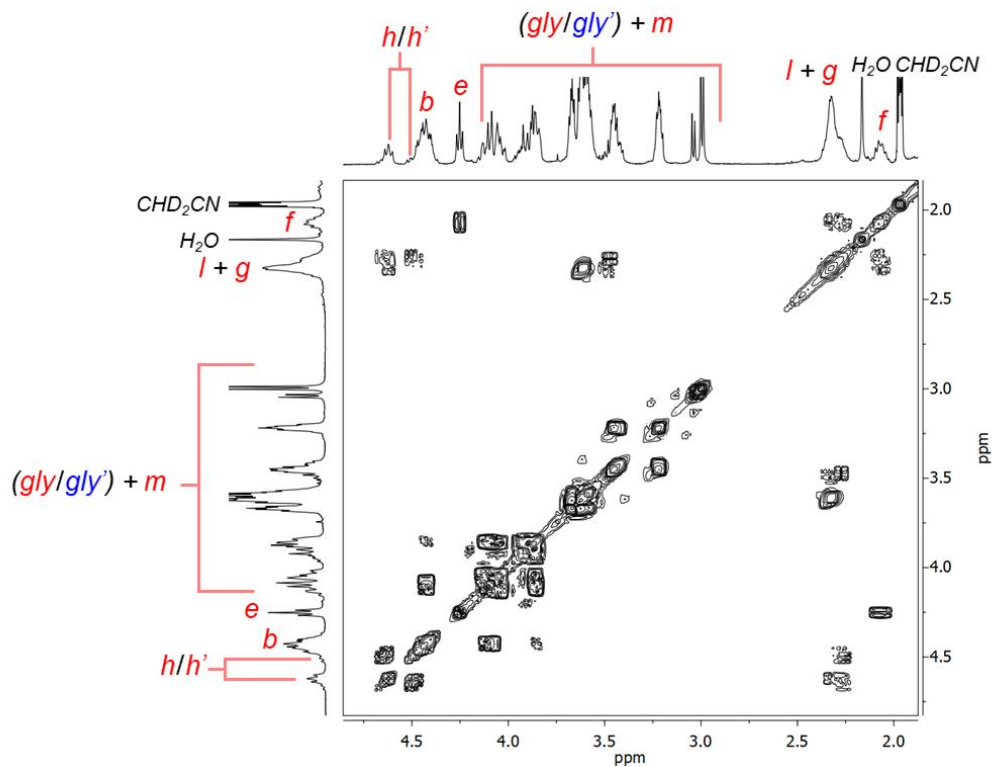 (gly/gly’) + m
h/h’
l + g
H₂O CHD₂CN
e
b
f
CHD₂CN
f
H₂O
l + g
(gly/gly’) + m
e
b
h/h’
2.0
2.5
3.0
3.5
4.0
4.5
ppm
4.5 4.0 3.5 3.0 2.5 2.0
ppm